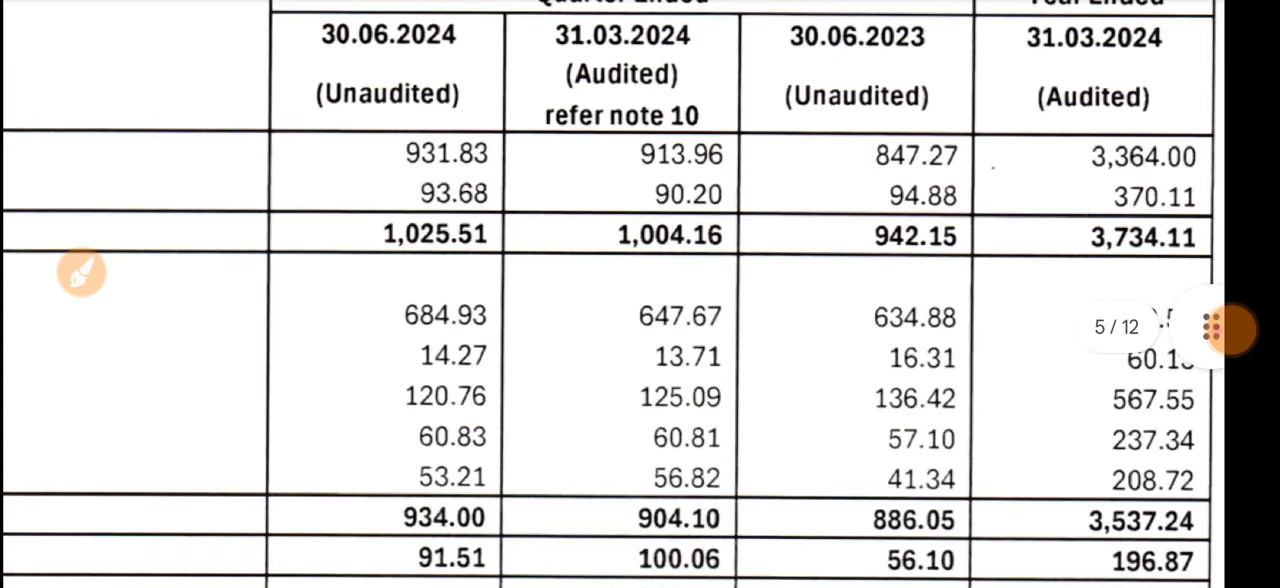 30.06.2024 31.03.2024 30.06.2023 31.03.2024
(Audited)
(Unaudited) (Unaudited) (Audited)
refer note 10
931.83 913.96 847.27 3,364.00
93.68 90.20 94.88 370.11
1,025.51 1,004.16 942.15 3,734.11
684.93 647.67 634.88
5 / 12
14.27 13.71 16.31
120.76 125.09 136.42 567.55
60.83 60.81 57.10 237.34
53.21 56.82 41.34 208.72
934.00 904.10 886.05 3,537.24
91.51 100.06 56.10 196.87